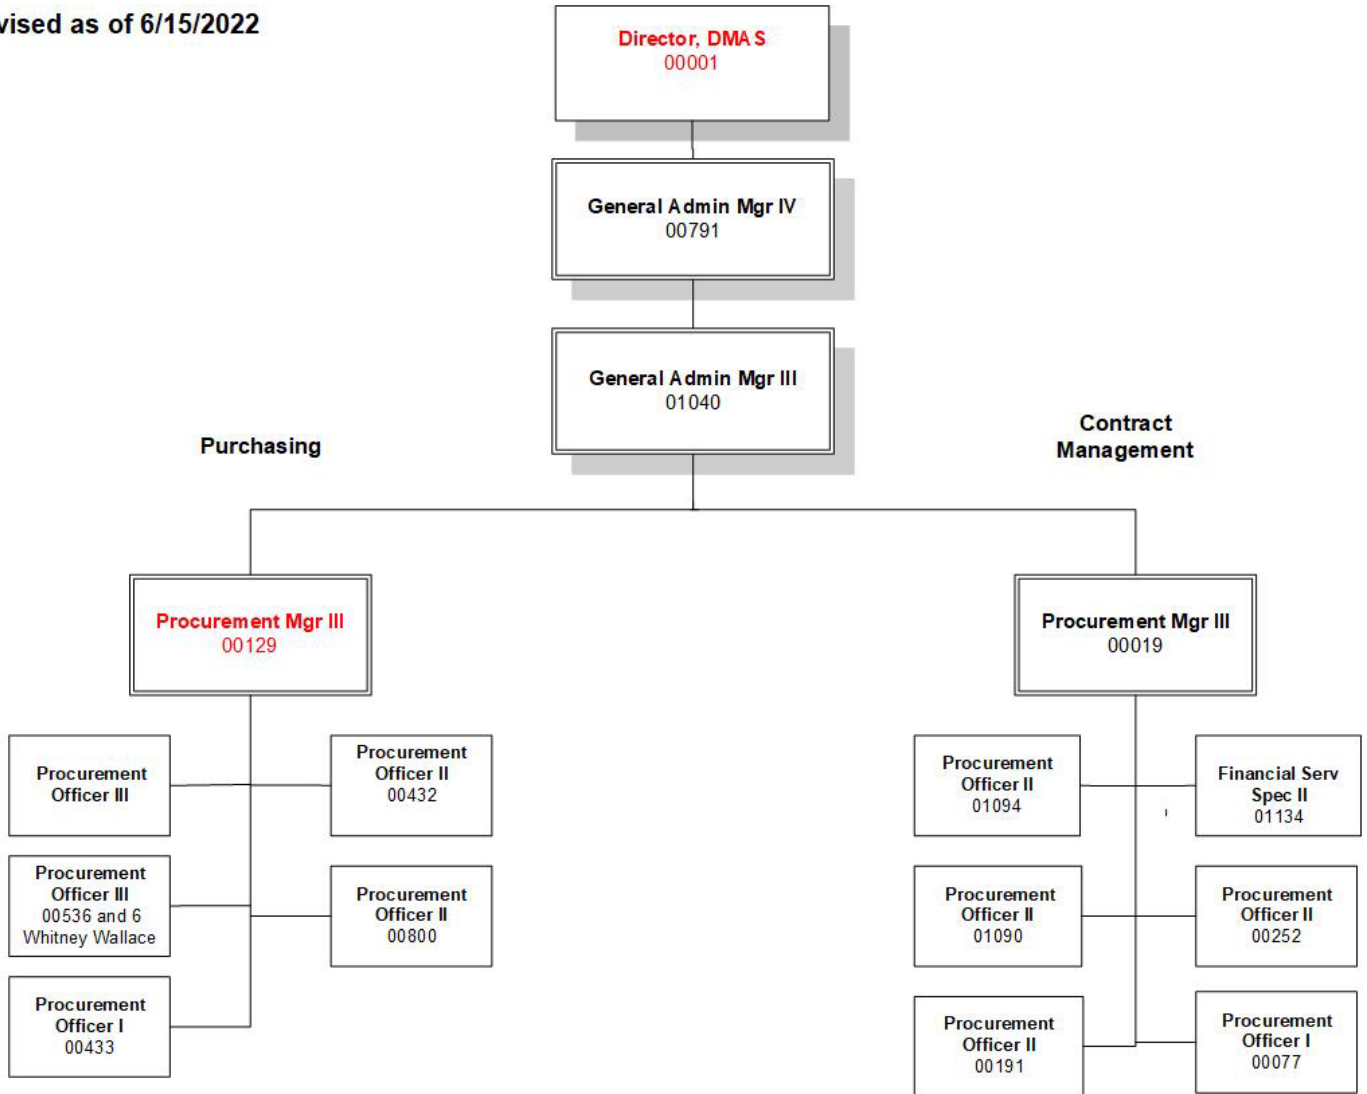 vised as of 6/15/2022
Director, DMAS
00001
General Admin Mgr IV
00791
General Admin Mgr III
01040
Purchasing
Contract
Management
Procurement Mgr III
00129
Procurement Mgr III
00019
Procurement
Officer III
Procurement
Officer II
00432
Procurement
Officer III
00536 and 6
Whitney Wallace
Procurement
Officer II
00800
Procurement
Officer I
00433
Procurement
Officer II
01094
Financial Serv
Spec II
01134
Procurement
Officer II
01090
Procurement
Officer II
00252
Procurement
Officer II
00191
Procurement
Officer I
00077